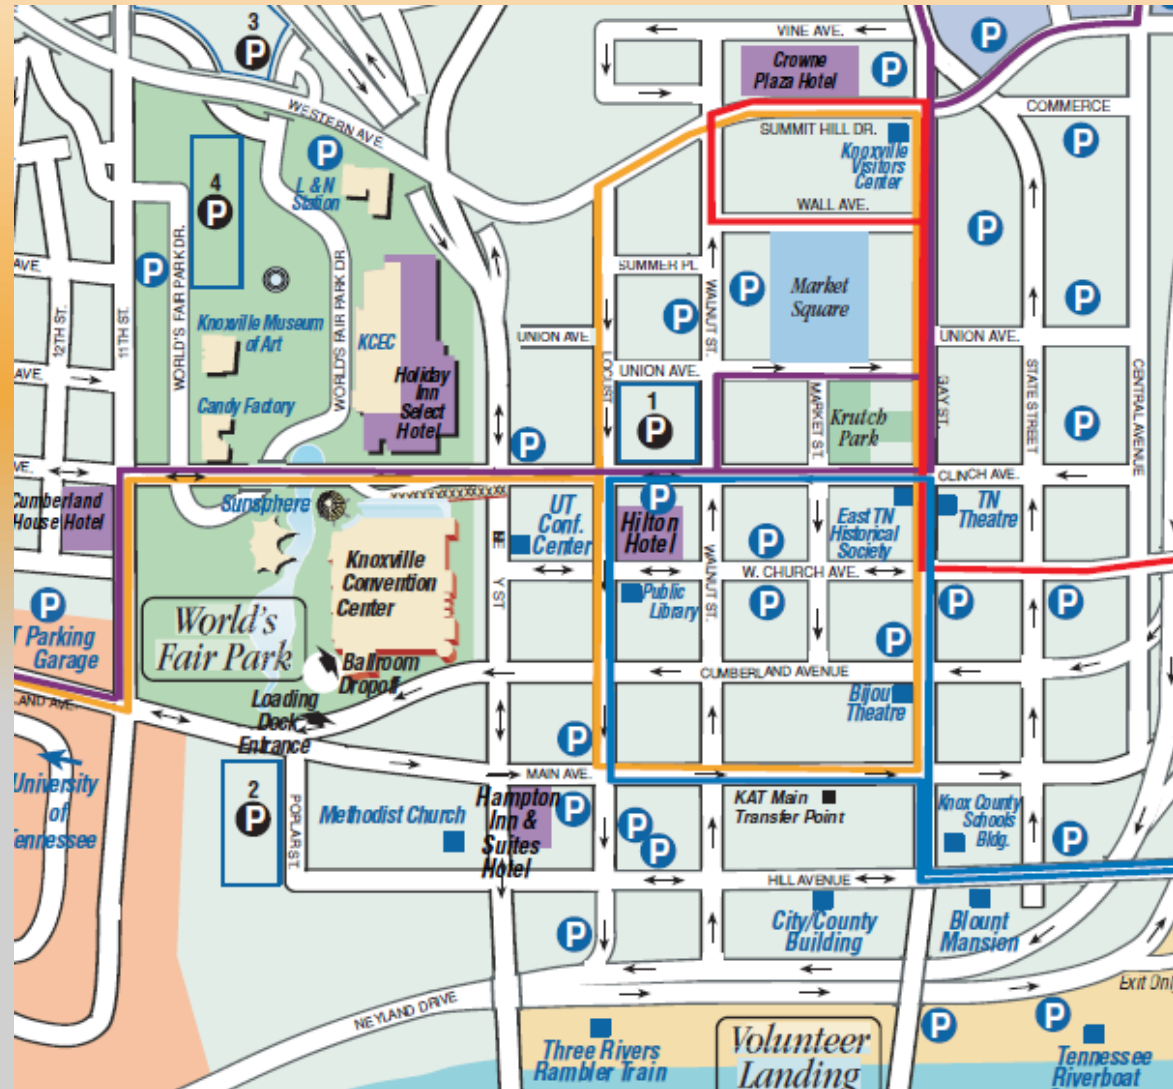 3
P
P
VINE AVE.
Crowne
Plaza Hotel
P
COMMERCE
WESTERN AVE.
SUMMIT HILL DR.
Knoxville
Visitors
Center
P
P
L & N
Station
4
P
WALL AVE.
P
P
AVE.
WORLD'S FAIR PARK DR.
WORLD'S FAIR PARK DR
SUMMER PL.
WALNUT ST.
P
Market
Square
P
P
12TH ST.
11TH ST.
Knoxville Museum
of Art
KCEC
UNION AVE.
LOCUST
UNION AVE.
UNION AVE.
AVE.
Holiday
Inn
Select
Hotel
Candy Factory
1
P
MARKET ST.
Krutch
Park
GAY ST.
STATE STREET
CENTRAL AVENUE
P
P
VE.
CLINCH AVE.
Cumberland
House Hotel
Sunsphere
UT
Conf.
Center
P
Hilton
Hotel
East TN
Historical
Society
TN
Theatre
P
Knoxville
Convention
Center
Y ST
WALNUT ST.
W. CHURCH AVE.
P
Public
Library
P
P
P
World's
Fair Park
T Parking
Garage
P
Ballroom
Dropoff
CUMBERLAND AVENUE
Loading
Dock
Entrance
LAND AVE.
Bijou
Theatre
P
University
of
Tennessee
MAIN AVE.
2
P
POPLAR ST.
Methodist Church
Hampton
Inn &
Suites
Hotel
P
P
P
KAT Main
Transfer Point
Knox County
Schools
Bldg.
P
HILL AVENUE
City/County
Building
Blount
Mansion
P
Exit Only
NEYLAND DRIVE
P
P
Three Rivers
Rambler Train
Volunteer
Landing
Tennessee
Riverboat